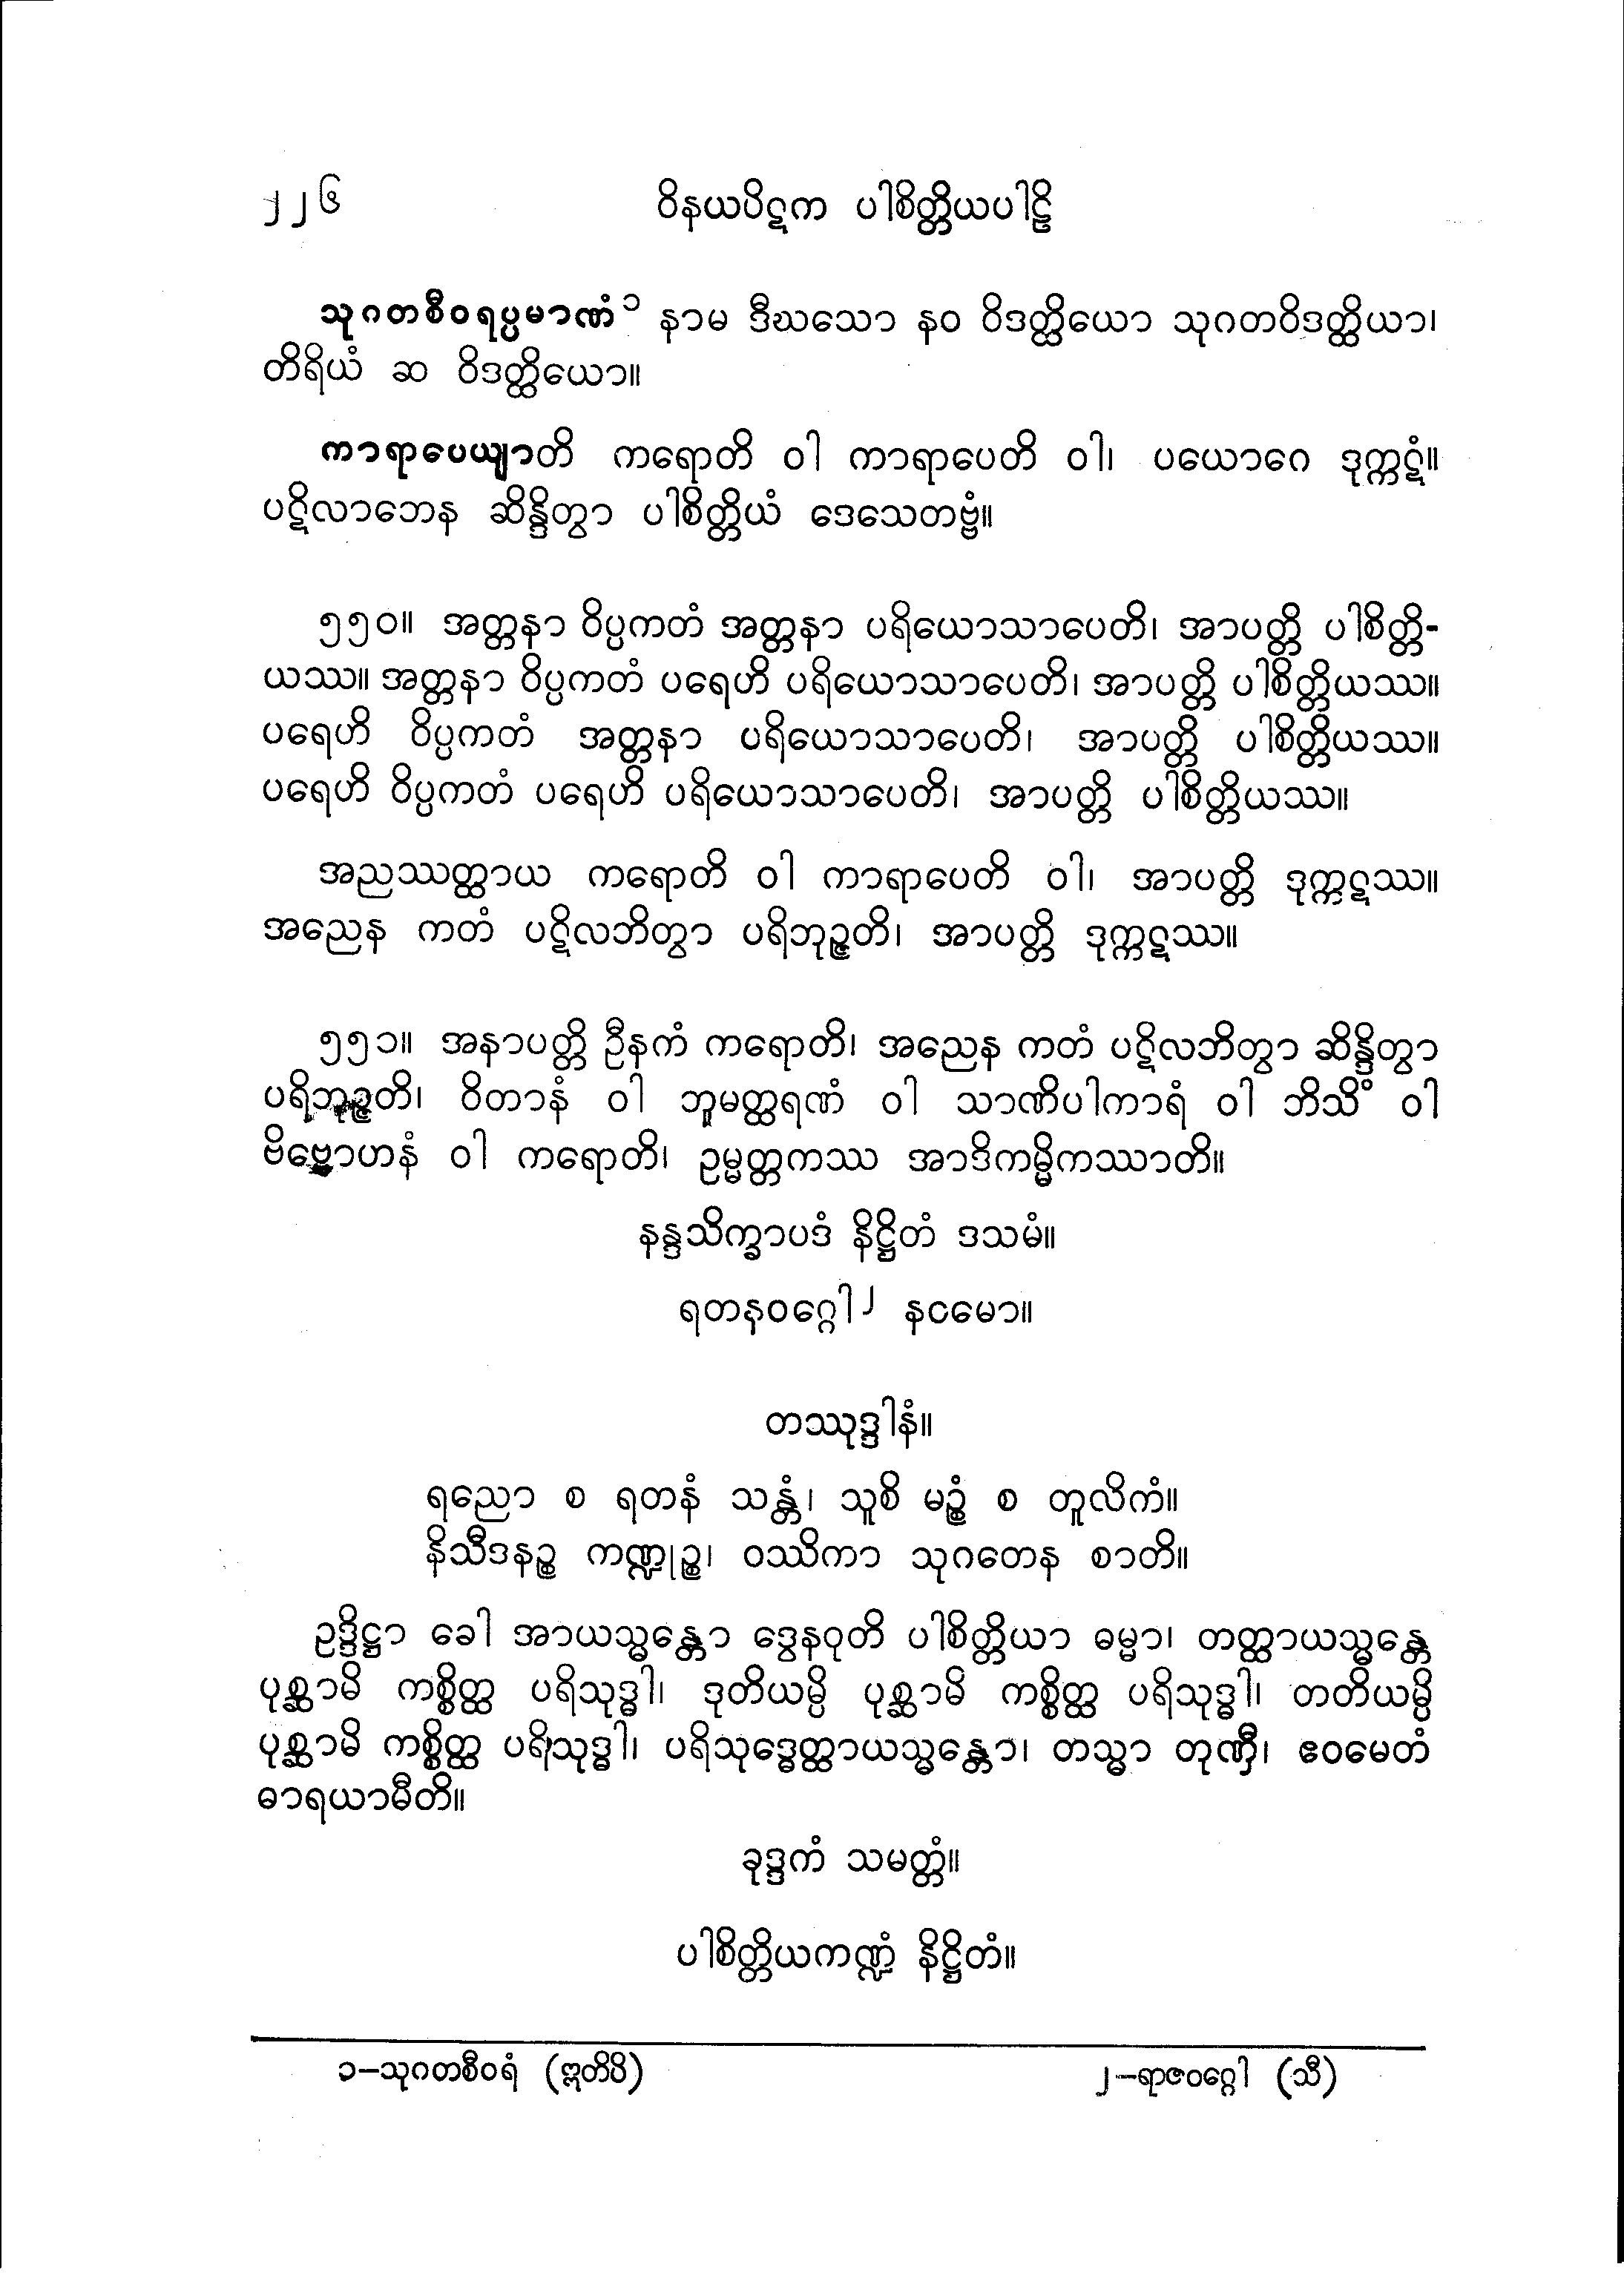 ၂၂၆ ဝိနယပိဋက ပါစိတ္တိယပါဠိ
သုဂတစီဝရပ္ပမာဏံ ၁ နာမ ဒီဃသော နဝ ဝိဒတ္ထိယော သုဂတဝိဒတ္ထိယာ၊
တိရိယံ ဆ ဝိဒတ္ထိယော။
ကာရာပေယျာတိ ကရောတိ ဝါ ကာရာပေတိ ဝါ၊ ပယောဂေ ဒုက္ကဋံ။
ပဋိလာဘေန ဆိန္ဒိတွာ ပါစိတ္တိယံ ဒေသေတဗ္ဗံ။
၅၅၀။ အတ္တနာ ဝိပ္ပကတံ အတ္တနာ ပရိယောသာပေတိ၊ အာပတ္တိ ပါစိတ္တိ-
ယဿ။ အတ္တနာ ဝိပ္ပကတံ ပရေဟိ ပရိယောသာပေတိ၊ အာပတ္တိ ပါစိတ္တိယဿ။
ပရေဟိ ဝိပ္ပကတံ အတ္တနာ ပရိယောသာပေတိ၊ အာပတ္တိ ပါစိတ္တိယဿ။
ပရေဟိ ဝိပ္ပကတံ ပရေဟိ ပရိယောသာပေတိ၊ အာပတ္တိ ပါစိတ္တိယဿ။
အညဿတ္ထာယ ကရောတိ ဝါ ကာရာပေတိ ဝါ၊ အာပတ္တိ ဒုက္ကဋဿ။
အညေန ကတံ ပဋိလဘိတွာ ပရိဘုဉ္ဇတိ၊ အာပတ္တိ ဒုက္ကဋဿ။
၅၅၁။ အနာပတ္တိ ဦနကံ ကရောတိ၊ အညေန ကတံ ပဋိလဘိတွာ ဆိန္ဒိတွာ
ပရိဘုဉ္ဇတိ၊ ဝိတာနံ ဝါ ဘူမတ္ထရဏံ ဝါ သာဏိပါကာရံ ဝါ ဘိသိံ ဝါ
ဗိဗ္ဗောဟနံ ဝါ ကရောတိ၊ ဥမ္မတ္တကဿ အာဒိကမ္မိကဿာတိ။
နန္ဒသိက္ခာပဒံ နိဋ္ဌိတံ ဒသမံ။
ရတနဝဂ္ဂေါ ၂ နဝမော။
တဿုဒ္ဒါနံ။
ရညော စ ရတနံ သန္တံ၊ သူစိ မဉ္စံ စ တူလိကံ။
နိသီဒနဉ္စ ကဏ္ဍုဉ္စ၊ ဝဿိကာ သုဂတေန စာတိ။
ဥဒ္ဒိဋ္ဌာ ခေါ အာယသ္မန္တော ဒွေနဝုတိ ပါစိတ္တိယာ ဓမ္မာ၊ တတ္ထာယသ္မန္တေ
ပုစ္ဆာမိ ကစ္စိတ္ထ ပရိသုဒ္ဓါ၊ ဒုတိယမ္ပိ ပုစ္ဆာမိ ကစ္စိတ္ထ ပရိသုဒ္ဓါ၊ တတိယမ္ပိ
ပုစ္ဆာမိ ကစ္စိတ္ထ ပရိသုဒ္ဓါ၊ ပရိသုဒ္ဓေတ္ထာယသ္မန္တော၊ တသ္မာ တုဏှီ၊ ဧဝမေတံ
ဓာရယာမီတိ။
ခုဒ္ဒကံ သမတ္တံ။
ပါစိတ္တိယကဏ္ဍံ နိဋ္ဌိတံ။
၁-သုဂတစီဝရံ (ဣတိပိ) ၂-ရာဇဝဂ္ဂေါ (သီ)